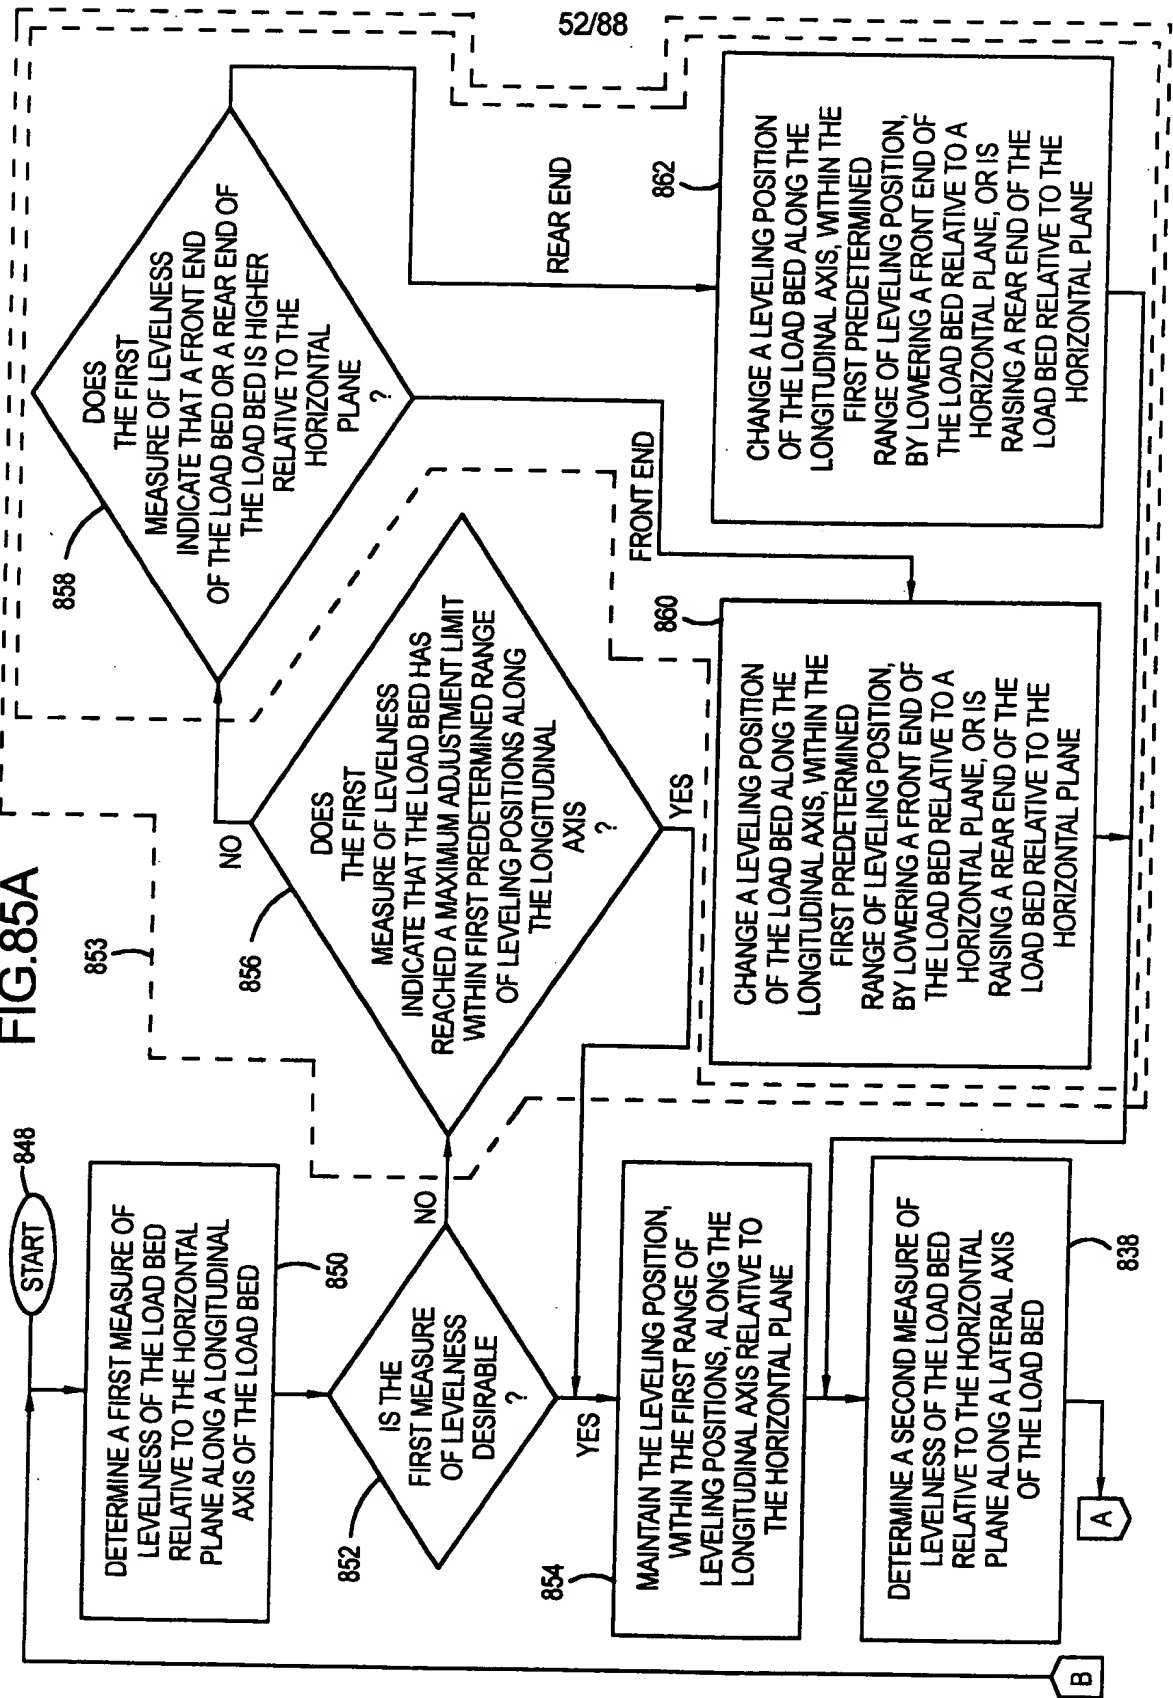 52/88
FIG.85A
848
START
DETERMINE A FIRST MEASURE OF
LEVELNESS OF THE LOAD BED
RELATIVE TO THE HORIZONTAL
PLANE ALONG A LONGITUDINAL
AXIS OF THE LOAD BED
850
IS THE
FIRST MEASURE
OF LEVELNESS
DESIRABLE
?
852
NO
YES
853
MAINTAIN THE LEVELING POSITION,
WITHIN THE FIRST RANGE OF
LEVELING POSITIONS, ALONG THE
LONGITUDINAL AXIS RELATIVE TO
THE HORIZONTAL PLANE
854
DETERMINE A SECOND MEASURE OF
LEVELNESS OF THE LOAD BED
RELATIVE TO THE HORIZONTAL
PLANE ALONG A LATERAL AXIS
OF THE LOAD BED
838
A
B
DOES
THE FIRST
MEASURE OF LEVELNESS
INDICATE THAT THE LOAD BED HAS
REACHED A MAXIMUM ADJUSTMENT LIMIT
WITHIN FIRST PREDETERMINED RANGE
OF LEVELING POSITIONS ALONG
THE LONGITUDINAL
AXIS
?
856
NO
YES
DOES
THE FIRST
MEASURE OF LEVELNESS
INDICATE THAT A FRONT END
OF THE LOAD BED OR A REAR END OF
THE LOAD BED IS HIGHER
RELATIVE TO THE
HORIZONTAL
PLANE
?
858
FRONT END
REAR END
860
CHANGE A LEVELING POSITION
OF THE LOAD BED ALONG THE
LONGITUDINAL AXIS, WITHIN THE
FIRST PREDETERMINED
RANGE OF LEVELING POSITION,
BY LOWERING A FRONT END OF
THE LOAD BED RELATIVE TO A
HORIZONTAL PLANE, OR IS
RAISING A REAR END OF THE
LOAD BED RELATIVE TO THE
HORIZONTAL PLANE
862
CHANGE A LEVELING POSITION
OF THE LOAD BED ALONG THE
LONGITUDINAL AXIS, WITHIN THE
FIRST PREDETERMINED
RANGE OF LEVELING POSITION,
BY LOWERING A FRONT END OF
THE LOAD BED RELATIVE TO A
HORIZONTAL PLANE, OR IS
RAISING A REAR END OF THE
LOAD BED RELATIVE TO THE
HORIZONTAL PLANE